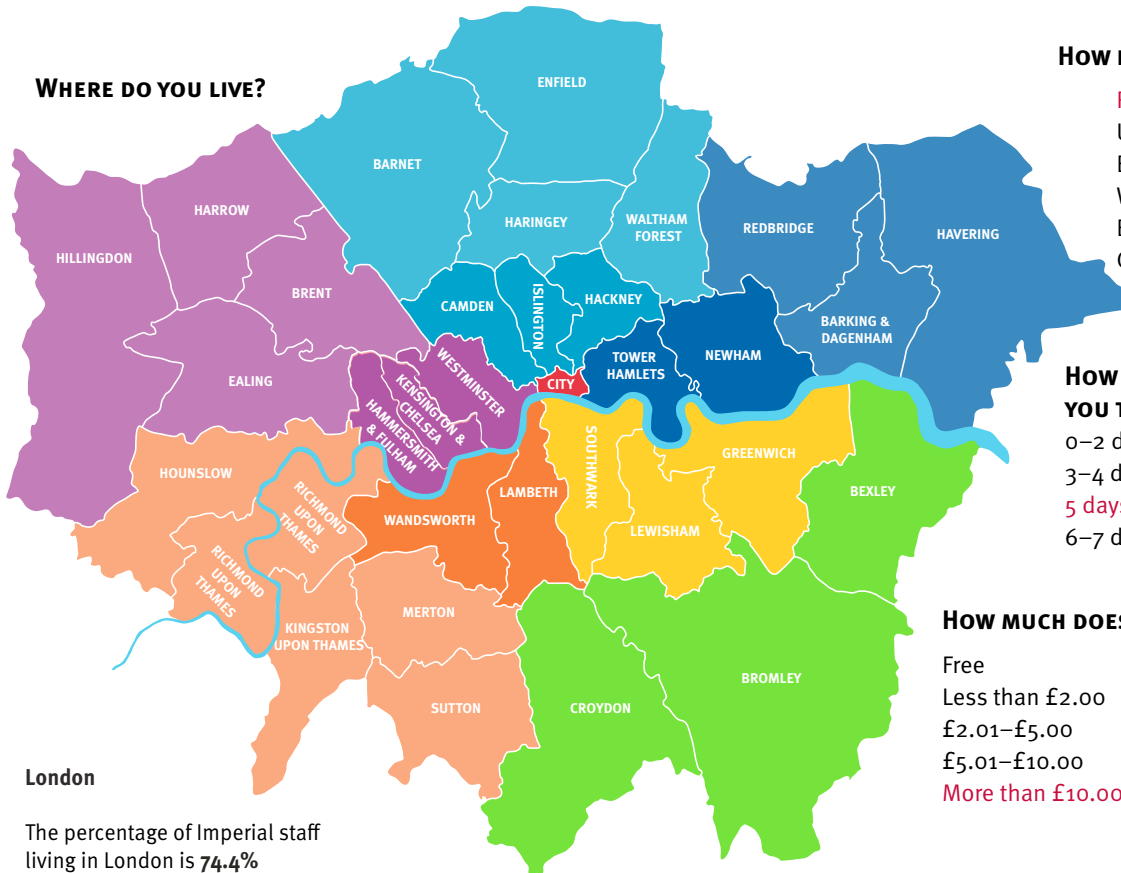 WHERE DO YOU LIVE?
ENFIELD
BARNET
HARROW
HARINGEY
WALTHAM
FOREST
REDBRIDGE
HAVERING
HILLINGDON
BRENT
CAMDEN
ISLINGTON
HACKNEY
BARKING &
DAGENHAM
EALING
WESTMINSTER
KENSINGTON &
CHELSEA
HAMMERSMITH
& FULHAM
CITY
TOWER
HAMLETS
NEWHAM
HOUNSLOW
RICHMOND
UPON
THAMES
RICHMOND
UPON
THAMES
WANDSWORTH
LAMBETH
SOUTHWARK
LEWISHAM
GREENWICH
BEXLEY
KINGSTON
UPON THAMES
MERTON
SUTTON
CROYDON
BROMLEY
London
The percentage of Imperial staff
living in London is 74.4%
HOW
HOW
YOU
0–2
3–4
5 days
6–7
HOW MUCH DOES
Free
Less than £2.00
£2.01–£5.00
£5.01–£10.00
More than £10.00